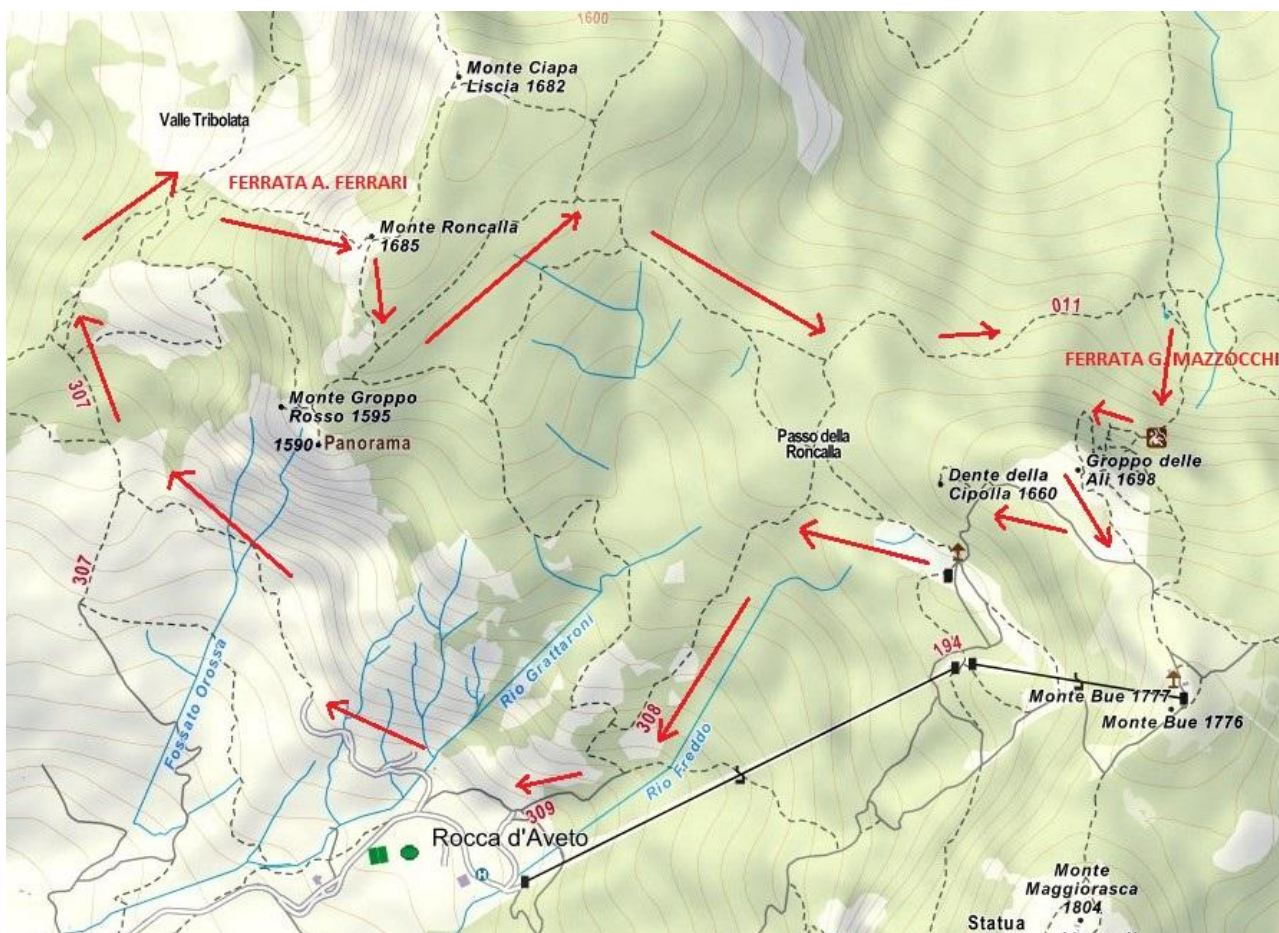 1600
Monte Ciapa
Liscia 1682
Valle Tribolata
FERRATA A. FERRARI
Monte Roncalla
1685
011
FERRATA G. MAZZOCCHI
307
Monte Groppo
Rosso 1595
1590 Panorama
Passo della
Roncalla
Groppo delle
Ali 1698
Dente della
Cipolla 1660
307
Fossato Orossa
Rio Grattaroni
194
308
Monte Bue 1777
Monte Bue 1776
Rio Freddo
309
Rocca d'Aveto
H
Monte
Maggiorasca
1804
Statua